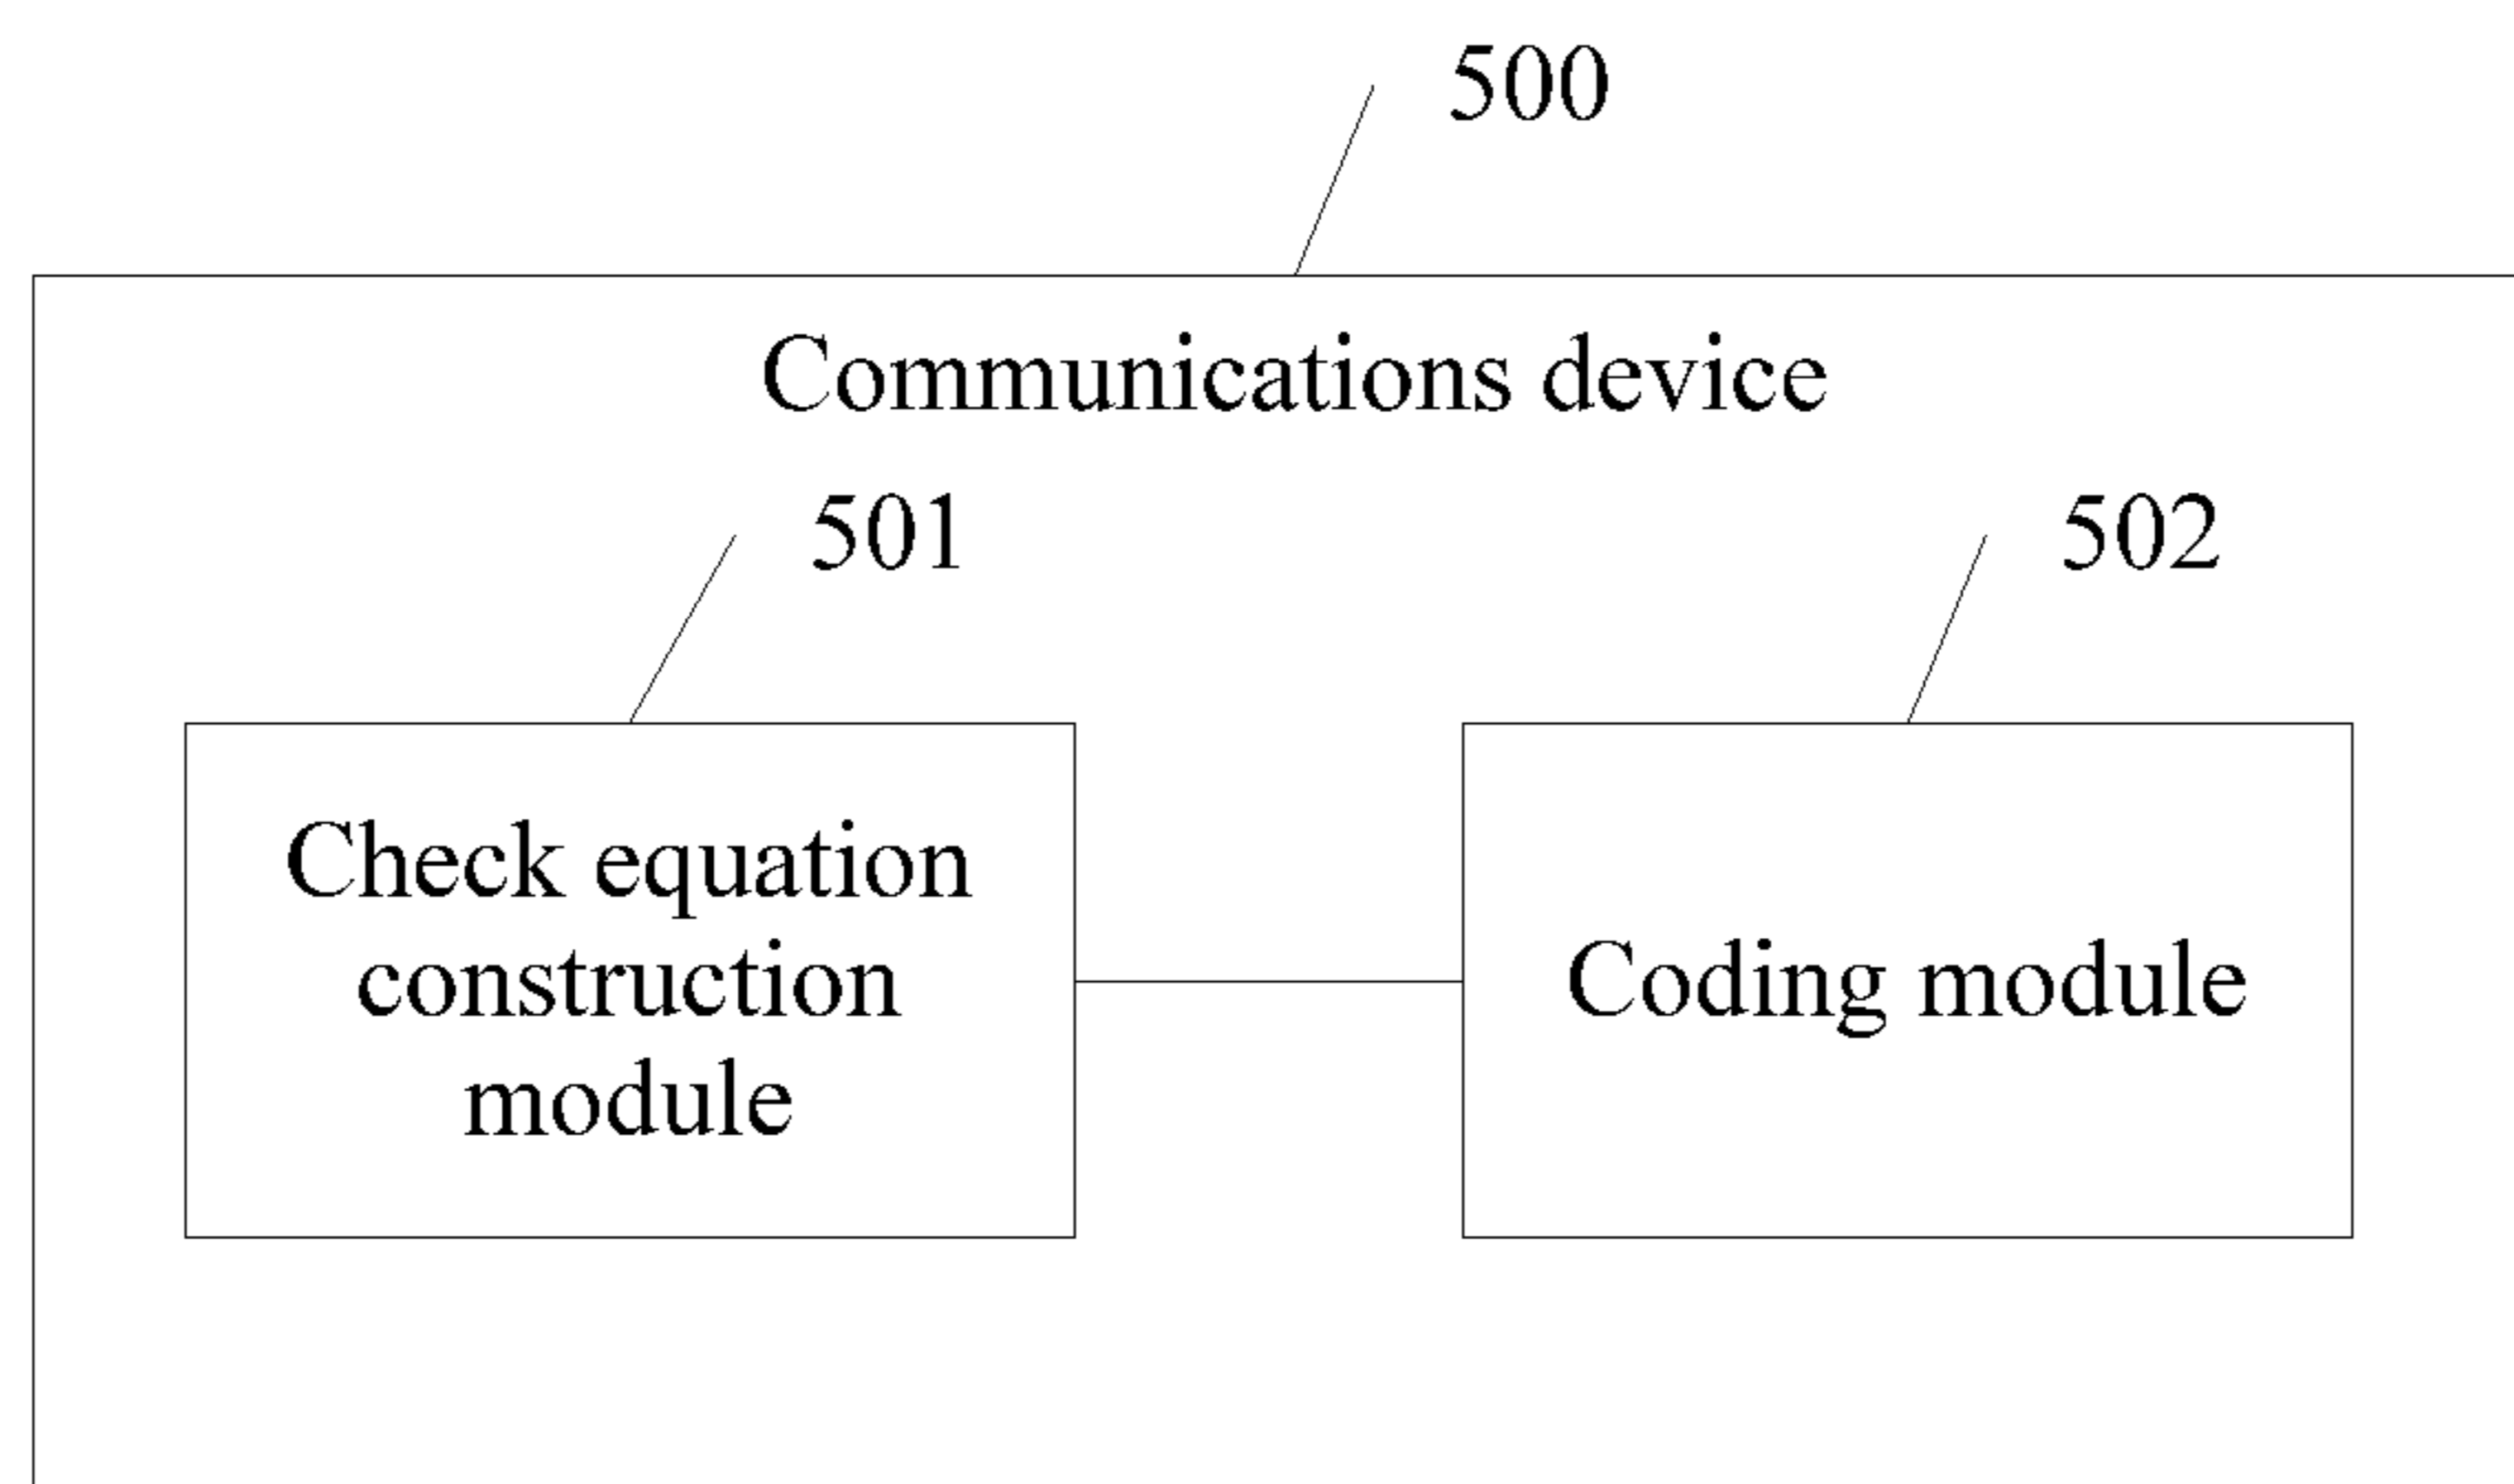 500
Communications device
501
502
Check equation
construction
module
Coding module